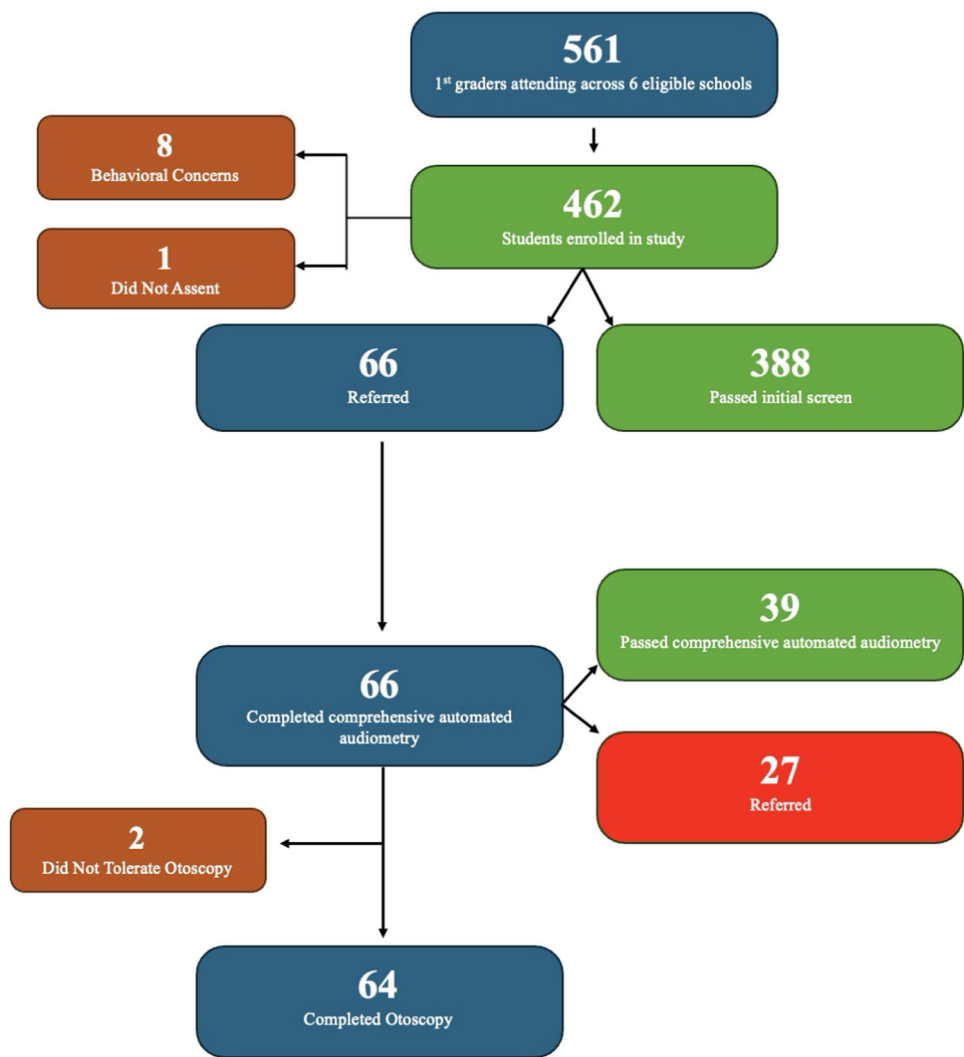 561
1st graders attending across 6 eligible schools
8
Behavioral Concerns
462
Students enrolled in study
1
Did Not Assent
66
Referred
388
Passed initial screen
39
Passed comprehensive automated audiometry
66
Completed comprehensive automated
audiometry
27
Referred
2
Did Not Tolerate Otoscopy
64
Completed Otoscopy